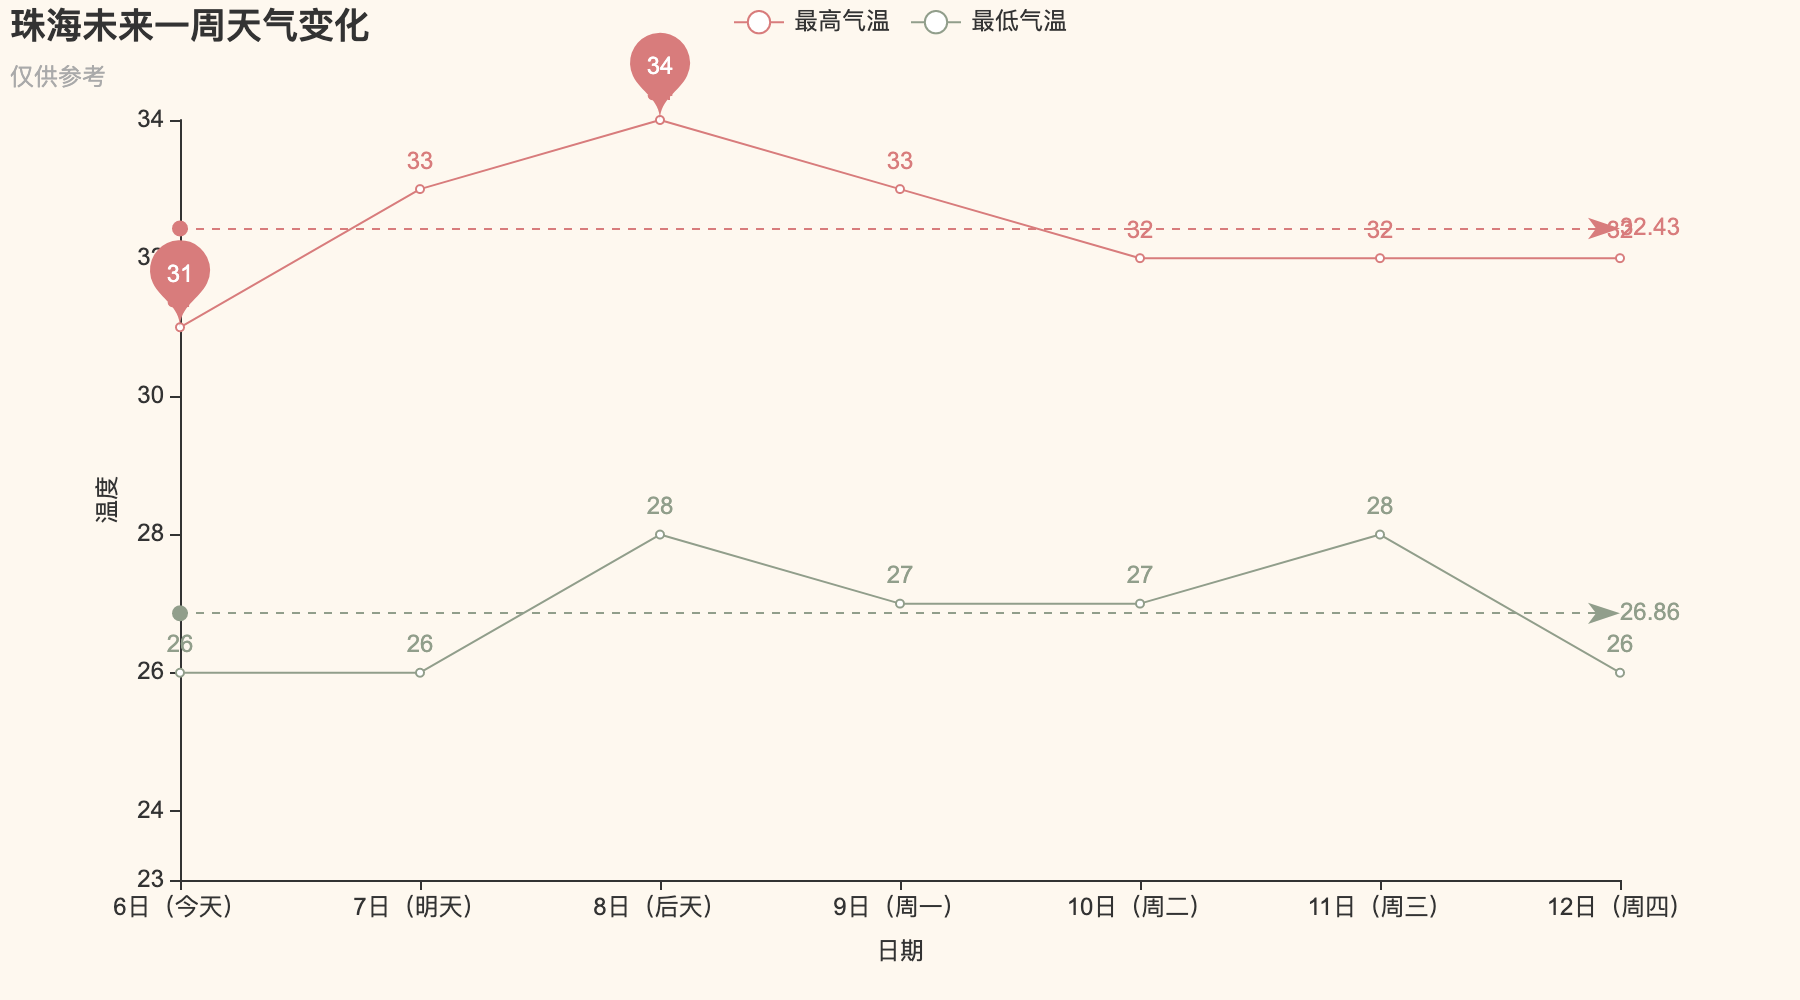 珠海未来一周天气变化
仅供参考
最高气温 最低气温
34
33 33
32 32 32
32.43
31
34
30
28
26
24
23
温度
28 28
27 27
26.86
26 26 26
6日（今天） 7日（明天） 8日（后天） 9日（周一） 10日（周二） 11日（周三） 12日（周四）
日期